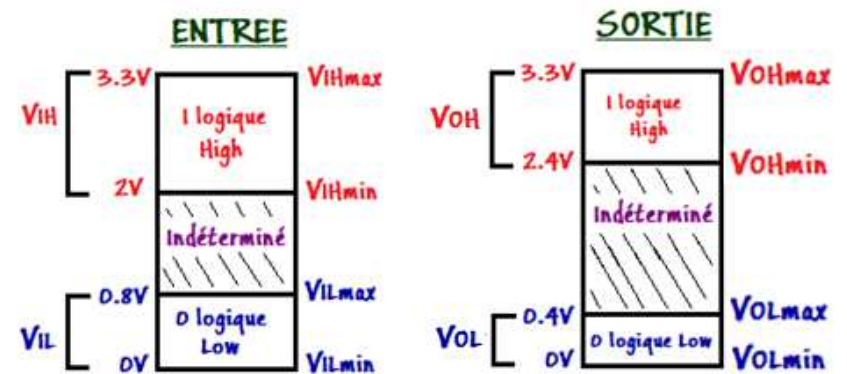 ENTREE
VIH
3.3V
VIHmax
1 logique
High
2V
VIHmin
Indéterminé
VIL
0.8V
VILmax
0 logique
Low
0V
VILmin
SORTIE
VOH
3.3V
VOHmax
1 logique
High
2.4V
VOHmin
Indéterminé
VOL
0.4V
VOLmax
0 logique Low
0V
VOLmin